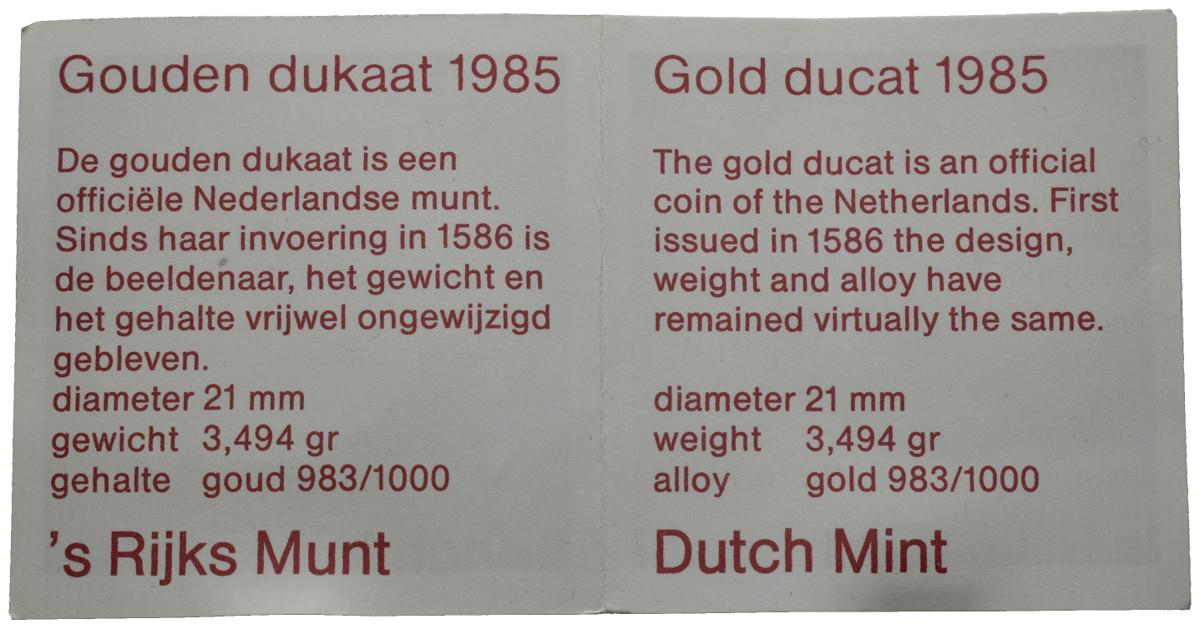 Gouden dukaat 1985
De gouden dukaat is een
officiële Nederlandse munt.
Sinds haar invoering in 1586 is
de beeldenaar, het gewicht en
het gehalte vrijwel ongewijzigd
gebleven.
diameter 21 mm
gewicht 3,494 gr
gehalte goud 983/1000
's Rijks Munt
Gold ducat 1985
The gold ducat is an official
coin of the Netherlands. First
issued in 1586 the design,
weight and alloy have
remained virtually the same.
diameter 21 mm
weight 3,494 gr
alloy gold 983/1000
Dutch Mint